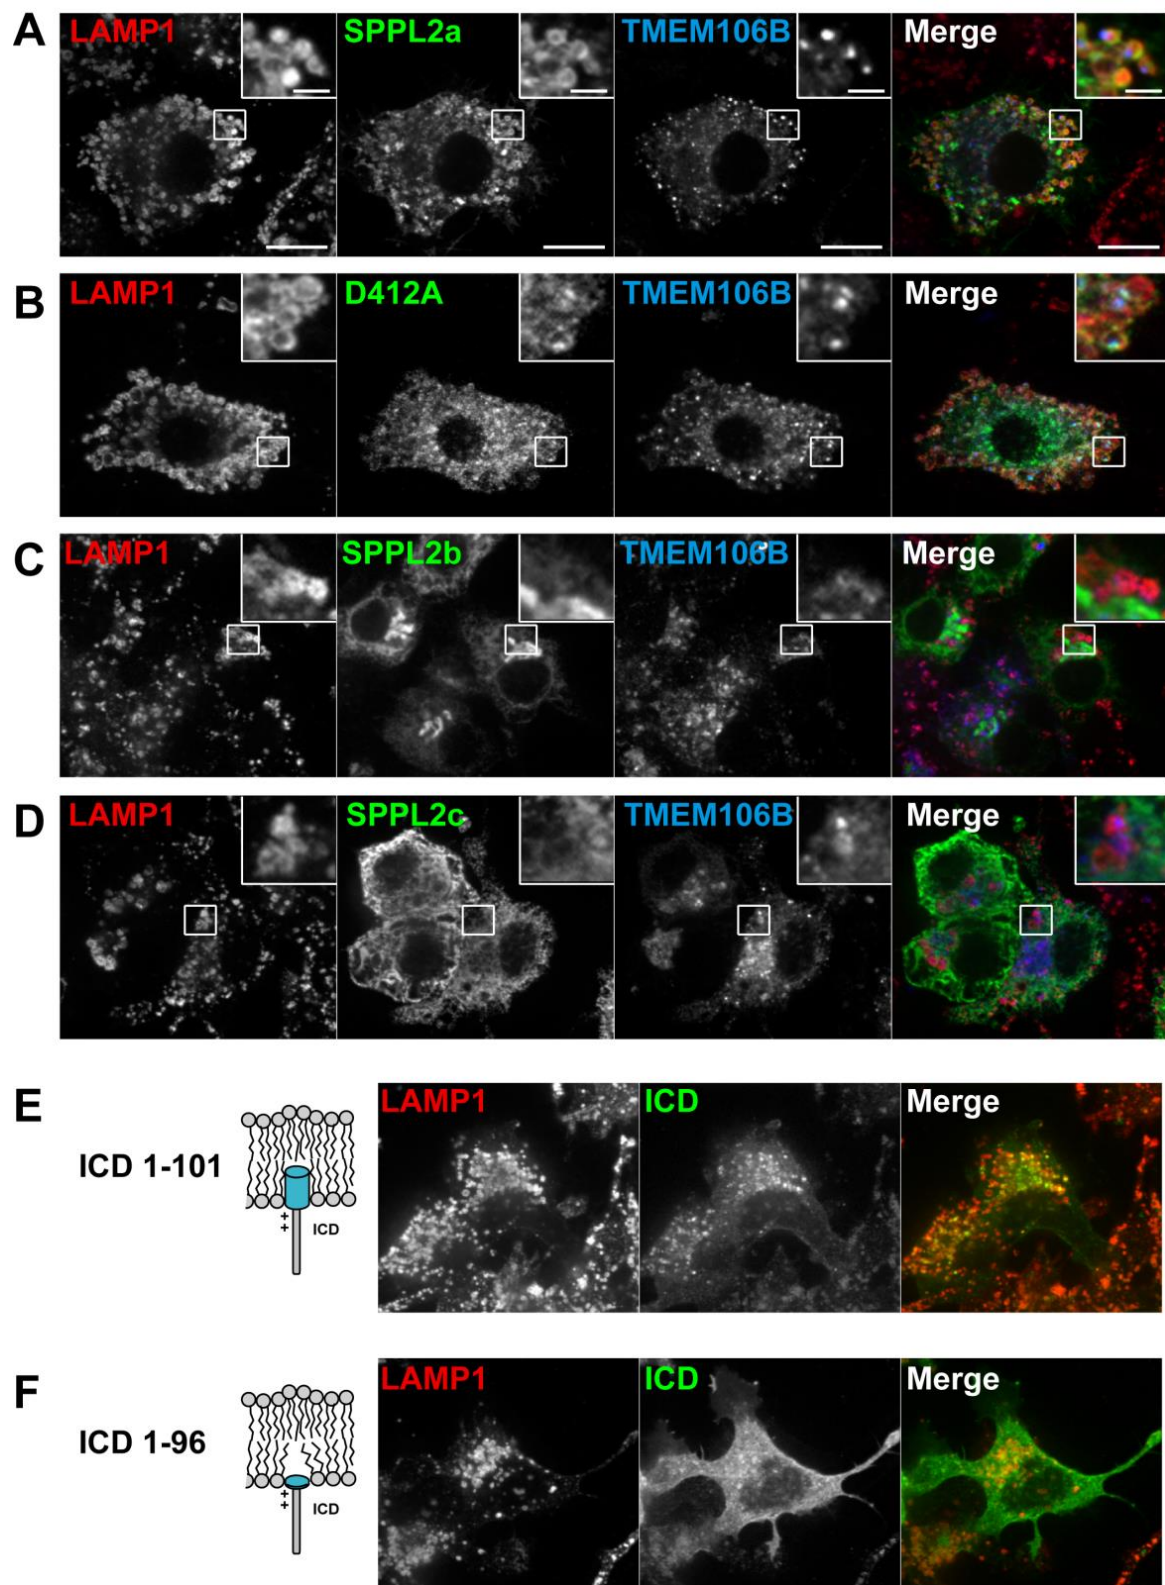 A LAMP1 SPPL2a TMEM106B Merge
B LAMP1 D412A TMEM106B Merge
C LAMP1 SPPL2b TMEM106B Merge
D LAMP1 SPPL2c TMEM106B Merge
E LAMP1 ICD Merge
ICD 1-101
++
ICD
F LAMP1 ICD Merge
ICD 1-96
++
ICD